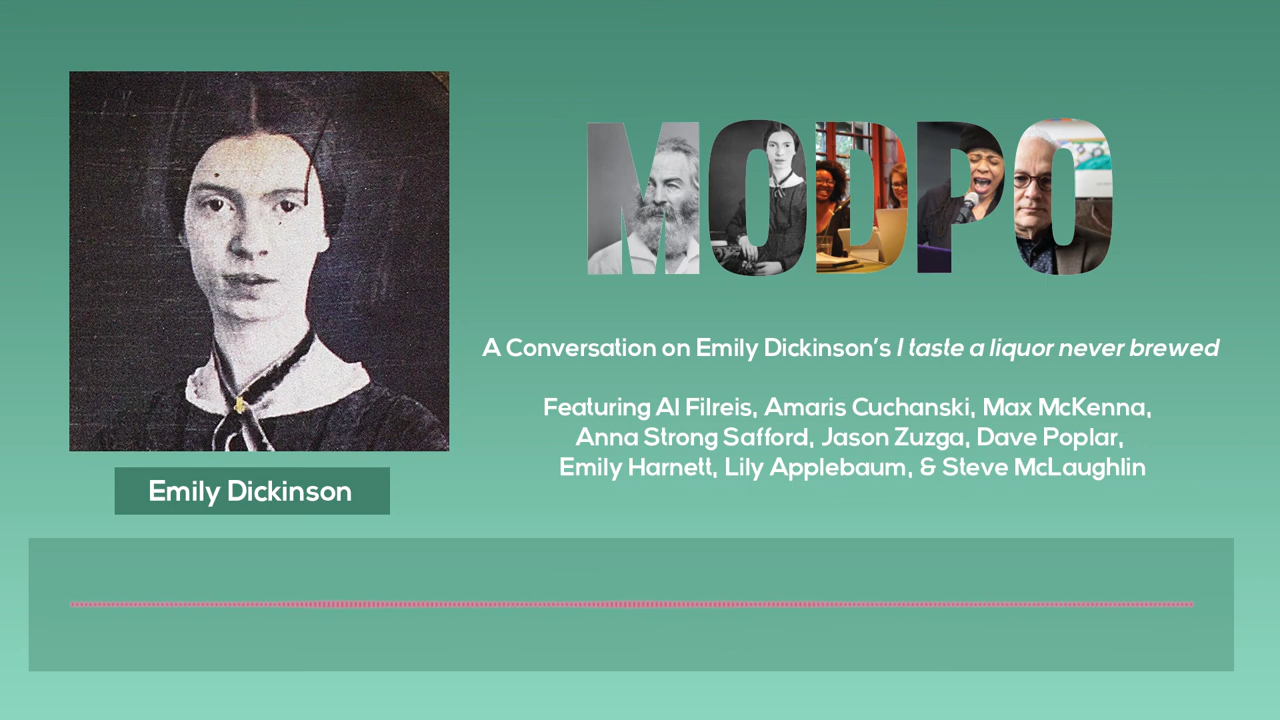 MODPO
A Conversation on Emily Dickinson's I taste a liquor never brewed
Featuring Al Filreis, Amaris Cuchanski, Max McKenna,
Anna Strong Safford, Jason Zuzga, Dave Poplar,
Emily Harnett, Lily Applebaum, & Steve McLaughlin
Emily Dickinson